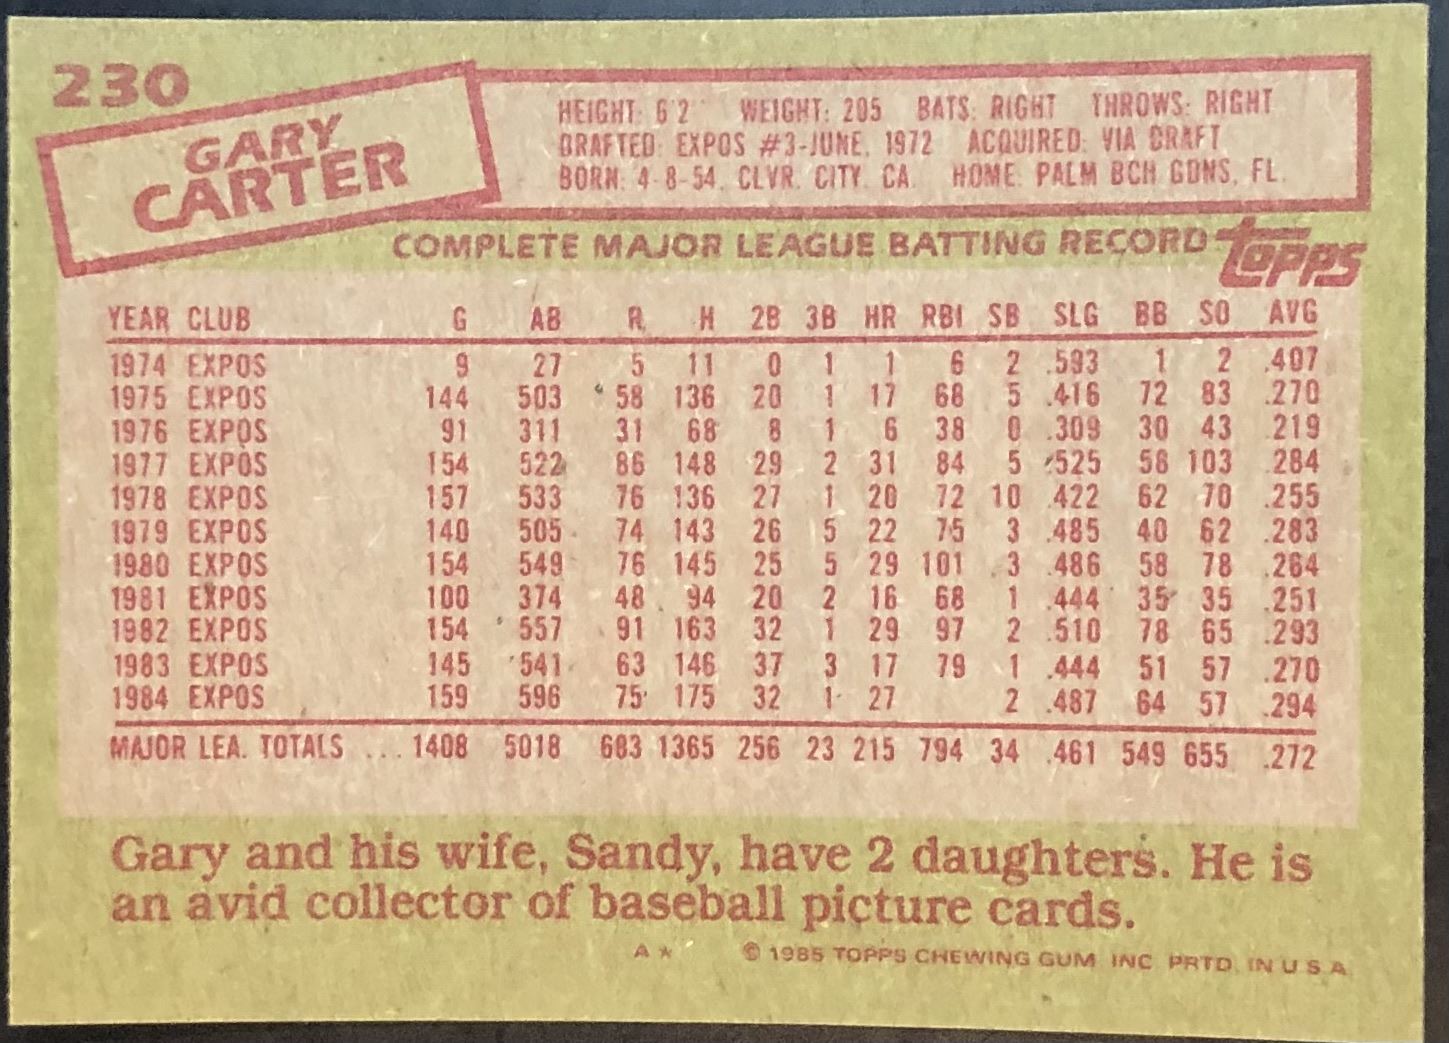 230
GARY
CARTER
HEIGHT: 6'2" WEIGHT: 205 BATS: RIGHT THROWS: RIGHT
DRAFTED: EXPOS #3-JUNE, 1972 ACQUIRED: VIA DRAFT
BORN: 4-8-54, CLVR. CITY, CA. HOME: PALM BCH GDNS, FL.
COMPLETE MAJOR LEAGUE BATTING RECORD topps
YEAR CLUB G AB R H 2B 3B HR RBI SB SLG BB SO AVG
1974 EXPOS 9 27 5 11 0 1 1 6 2 .593 1 2 .407
1975 EXPOS 144 503 58 136 20 1 17 68 5 .416 72 83 .270
1976 EXPOS 91 311 31 68 8 1 6 38 0 .309 30 43 .219
1977 EXPOS 154 522 86 148 29 2 31 84 5 .525 58 103 .284
1978 EXPOS 157 533 76 136 27 1 20 72 10 .422 62 70 .255
1979 EXPOS 140 505 74 143 26 5 22 75 3 .485 40 62 .283
1980 EXPOS 154 549 76 145 25 5 29 101 3 .486 58 78 .264
1981 EXPOS 100 374 48 94 20 2 16 68 1 .444 35 35 .251
1982 EXPOS 154 557 91 163 32 1 29 97 2 .510 78 65 .293
1983 EXPOS 145 541 63 146 37 3 17 79 1 .444 51 57 .270
1984 EXPOS 159 596 75 175 32 1 27 2 .487 64 57 .294
MAJOR LEA. TOTALS ... 1408 5018 683 1365 256 23 215 794 34 .461 549 655 .272
Gary and his wife, Sandy, have 2 daughters. He is
an avid collector of baseball picture cards.
A * © 1985 TOPPS CHEWING GUM, INC. PRTD. IN U.S.A.